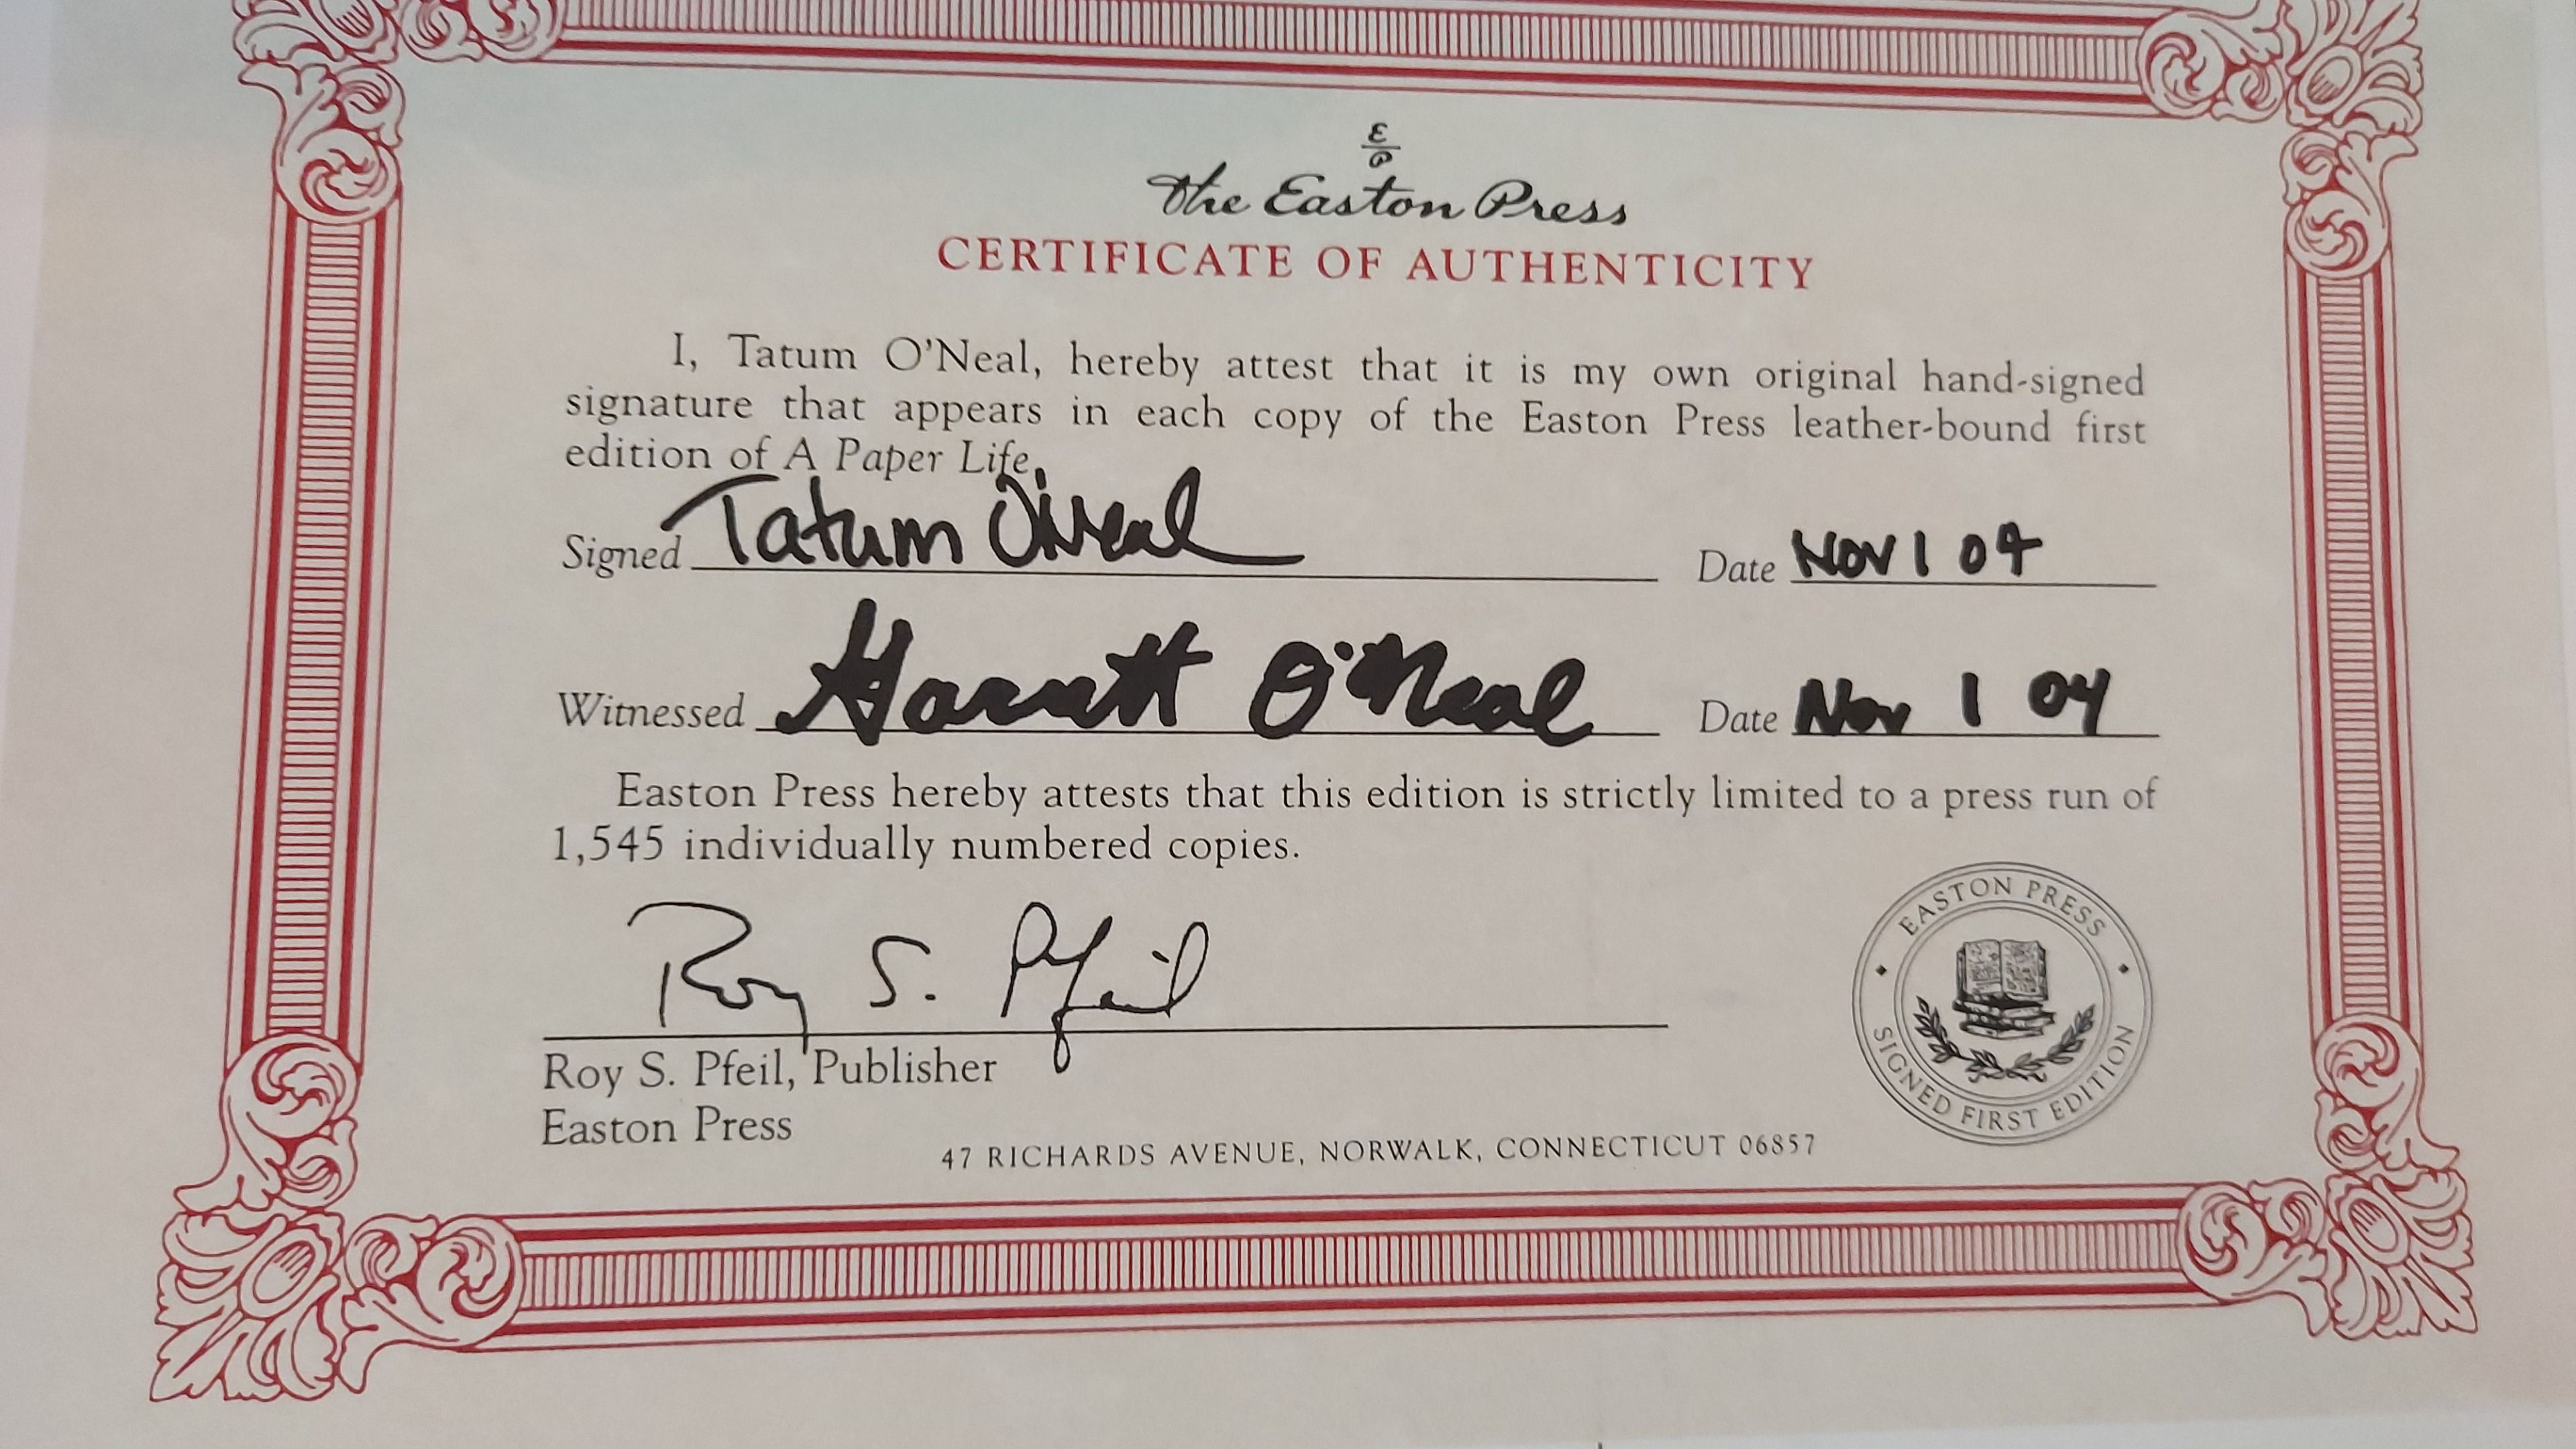 E
P
The Easton Press
CERTIFICATE OF AUTHENTICITY
I, Tatum O'Neal, hereby attest that it is my own original hand-signed
signature that appears in each copy of the Easton Press leather-bound first
edition of A Paper Life.
Signed Tatum O'Neal Date Nov 1 04
Witnessed O'Neal Date Nov 1 04
Easton Press hereby attests that this edition is strictly limited to a press run of
1,545 individually numbered copies.
Roy S. Pfeil
Roy S. Pfeil, Publisher
Easton Press
47 RICHARDS AVENUE, NORWALK, CONNECTICUT 06857
EASTON PRESS
SIGNED FIRST EDITION